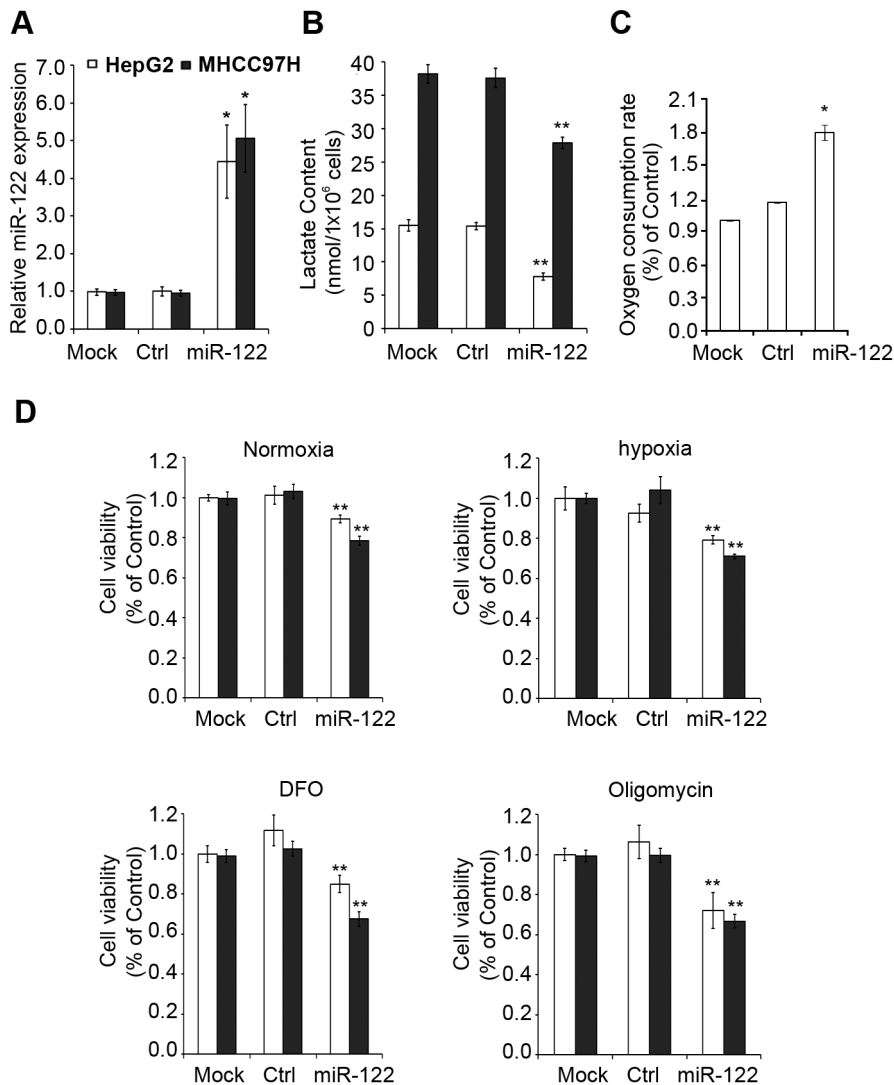 A
Relative miR-122 expression
7.0
6.0
5.0
4.0
3.0
2.0
1.0
0.0
HepG2 MHCC97H
* *
Mock Ctrl miR-122
B
Lactate Content
(nmol/1x10⁶ cells)
40
35
30
25
20
15
10
5
0
**
**
Mock Ctrl miR-122
C
Oxygen consumption rate
(%) of Control)
2.1
1.8
1.2
0.9
0.3
0.0
*
Mock Ctrl miR-122
D
Normoxia
Cell viability
(% of Control)
1.2
1.0
0.8
0.6
0.4
0.2
0.0
**
**
Mock Ctrl miR-122
hypoxia
Cell viability
(% of Control)
1.2
1.0
0.8
0.6
0.4
0.2
0.0
**
**
Mock Ctrl miR-122
DFO
Cell viability
(% of Control)
1.2
1.0
0.8
0.6
0.4
0.2
0.0
**
**
Mock Ctrl miR-122
Oligomycin
Cell viability
(% of Control)
1.2
1.0
0.8
0.6
0.4
0.2
0.0
**
**
Mock Ctrl miR-122